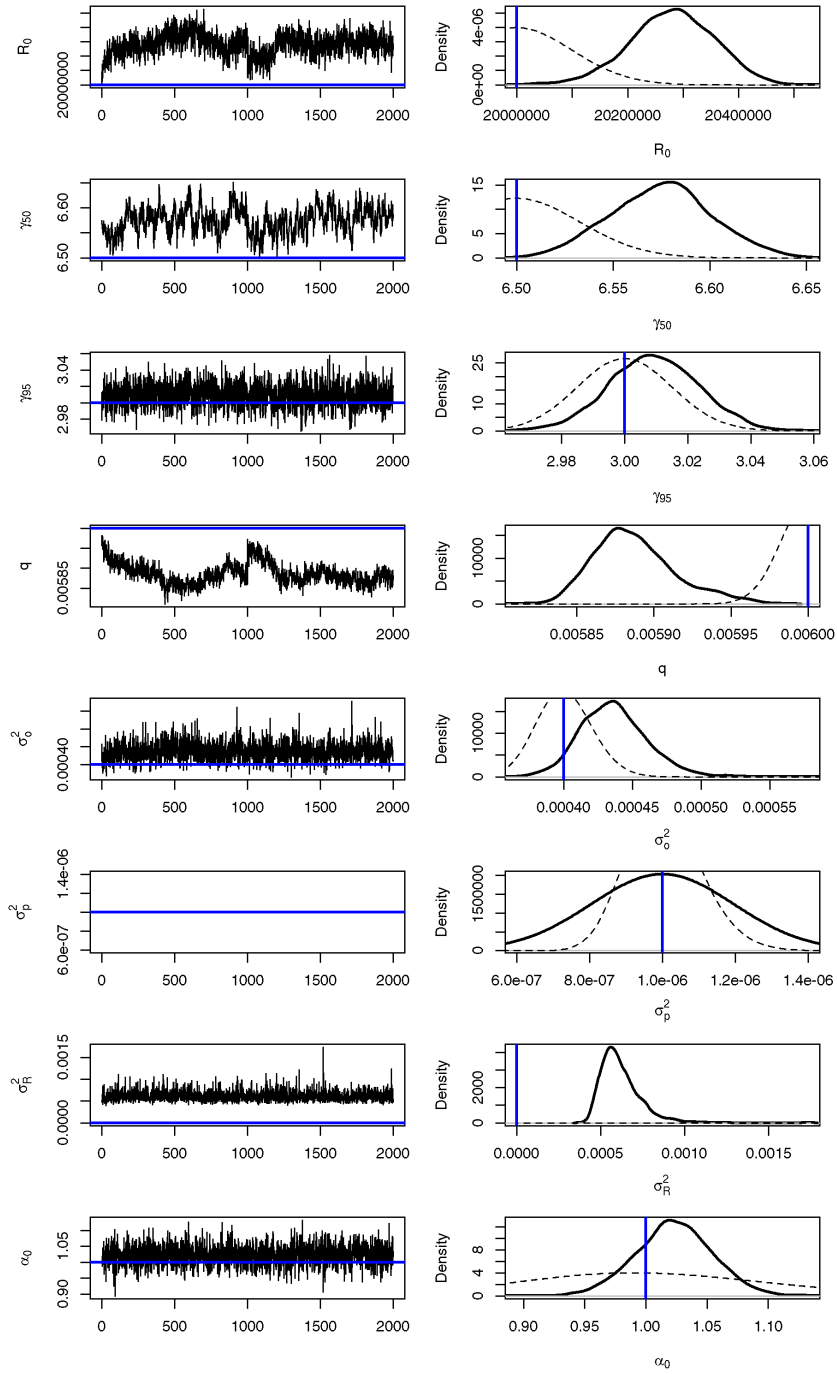 R₀
20000000
0 500 1000 1500 2000
Density
0e+00 4e-06
20000000 20200000 20400000
R₀
γ₅₀
6.50 6.60
0 500 1000 1500 2000
Density
0 5 15
6.50 6.55 6.60 6.65
γ₅₀
γ₉₅
2.98 3.04
0 500 1000 1500 2000
Density
0 10 25
2.98 3.00 3.02 3.04 3.06
γ₉₅
q
0.00585
0 500 1000 1500 2000
Density
0 10000
0.00585 0.00590 0.00595 0.00600
q
σ²ₒ
0.00040
0 500 1000 1500 2000
Density
0 10000
0.00040 0.00045 0.00050 0.00055
σ²ₒ
σ²ₚ
6.0e-07 1.4e-06
0 500 1000 1500 2000
Density
0 1500000
6.0e-07 8.0e-07 1.0e-06 1.2e-06 1.4e-06
σ²ₚ
σ²_R
0.0000 0.0015
0 500 1000 1500 2000
Density
0 2000
0.0000 0.0005 0.0010 0.0015
σ²_R
α₀
0.90 1.05
0 500 1000 1500 2000
Density
0 4 8
0.90 0.95 1.00 1.05 1.10
α₀